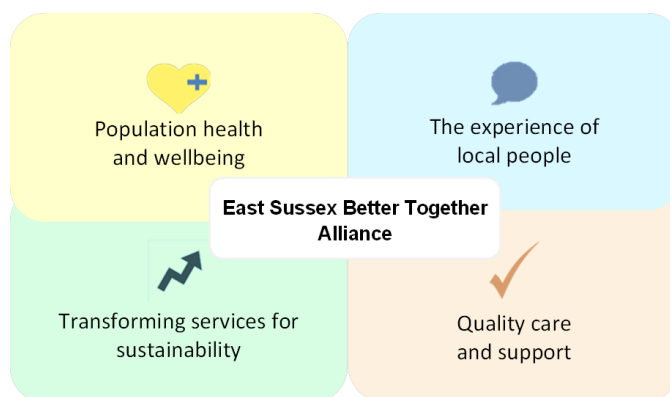 Population health
and wellbeing
The experience of
local people
East Sussex Better Together
Alliance
Transforming services for
sustainability
Quality care
and support